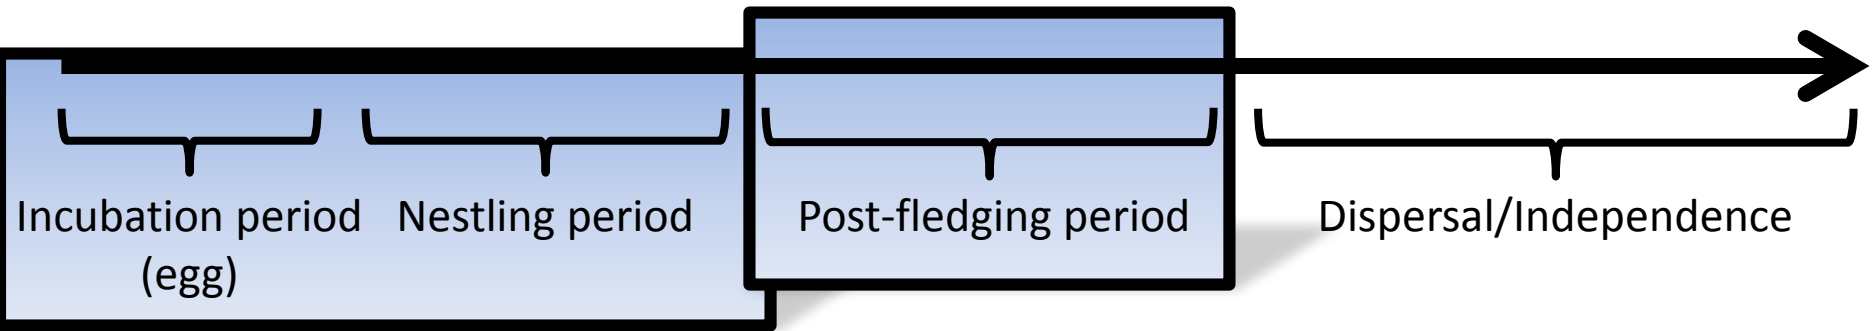 Incubation period
(egg)
Nestling period
Post-fledging period
Dispersal/Independence